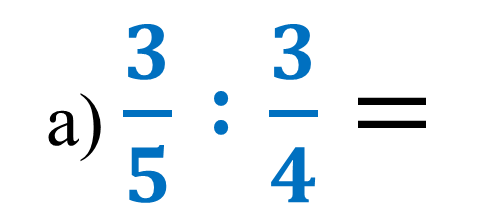 a) 3/5 : 3/4 =